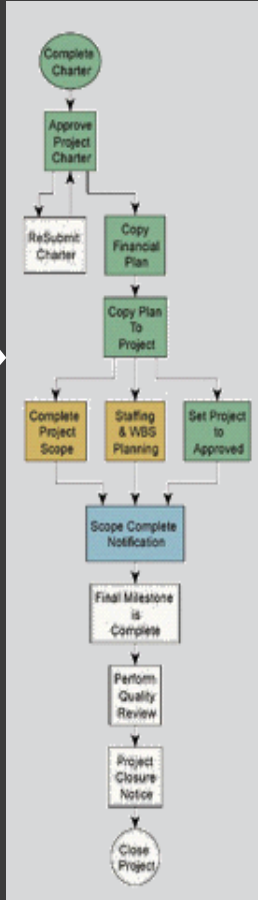 Complete
Charter
Approve
Project
Charter
ReSubmit
Charter
Copy
Financial
Plan
Copy Plan
To
Project
Complete
Project
Scope
Staffing
& WBS
Planning
Set Project
to
Approved
Scope Complete
Notification
Final Milestone
is
Complete
Perform
Quality
Review
Project
Closure
Notice
Close
Project